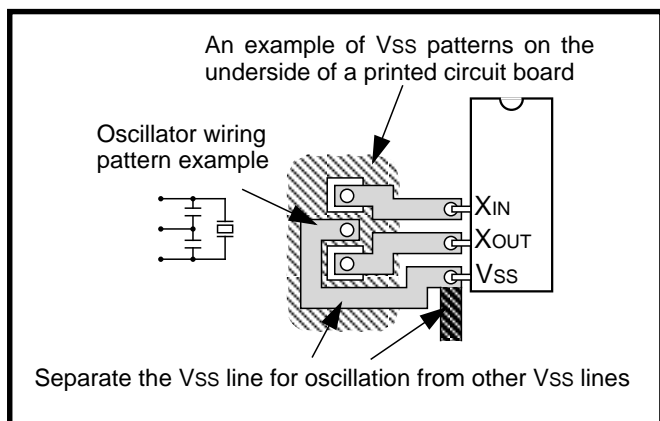 An example of VSS patterns on the
underside of a printed circuit board
Oscillator wiring
pattern example
XIN
XOUT
VSS
Separate the VSS line for oscillation from other VSS lines